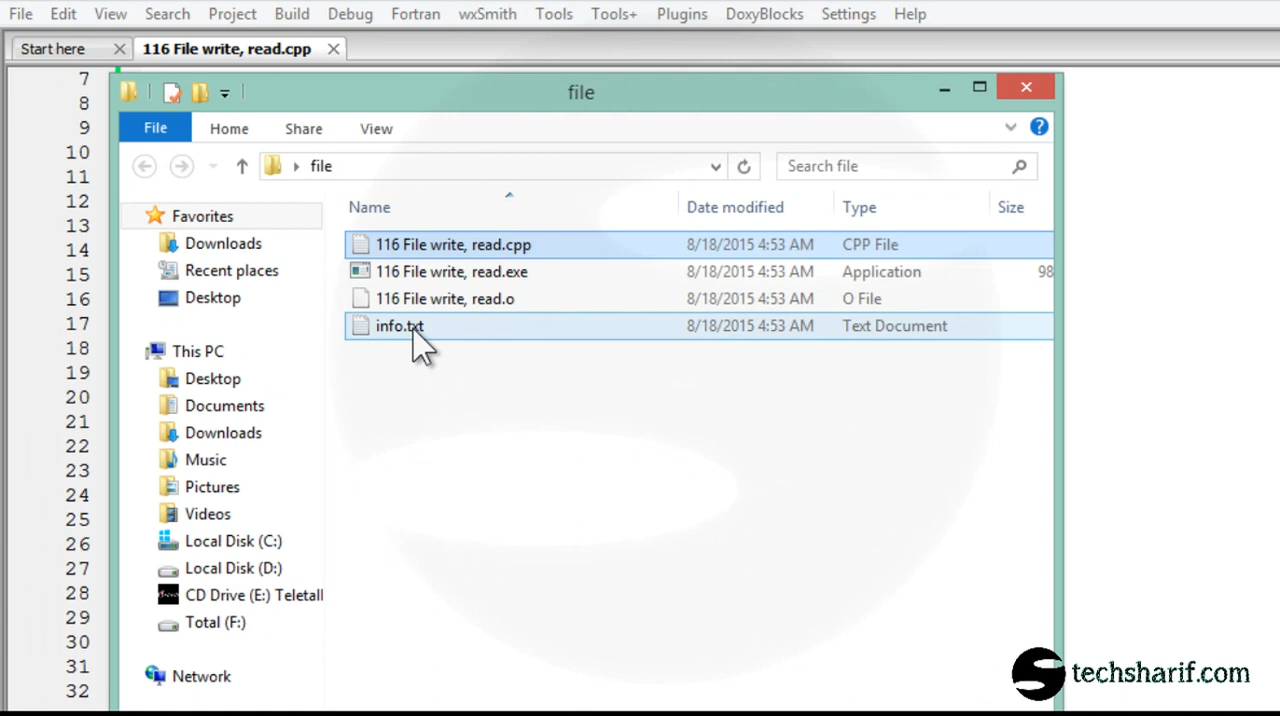 File Edit View Search Project Build Debug Fortran wxSmith Tools Tools+ Plugins DoxyBlocks Settings Help
Start here 116 File write, read.cpp
7
8
9
10
11
12
13
14
15
16
17
18
19
20
21
22
23
24
25
26
27
28
29
30
31
32
file
File Home Share View
file Search file
Name Date modified Type Size
116 File write, read.cpp 8/18/2015 4:53 AM CPP File
116 File write, read.exe 8/18/2015 4:53 AM Application 98
116 File write, read.o 8/18/2015 4:53 AM O File
info.txt 8/18/2015 4:53 AM Text Document
Favorites
Downloads
Recent places
Desktop
This PC
Desktop
Documents
Downloads
Music
Pictures
Videos
Local Disk (C:)
Local Disk (D:)
CD Drive (E:) Teletall
Total (F:)
Network
techsharif.com